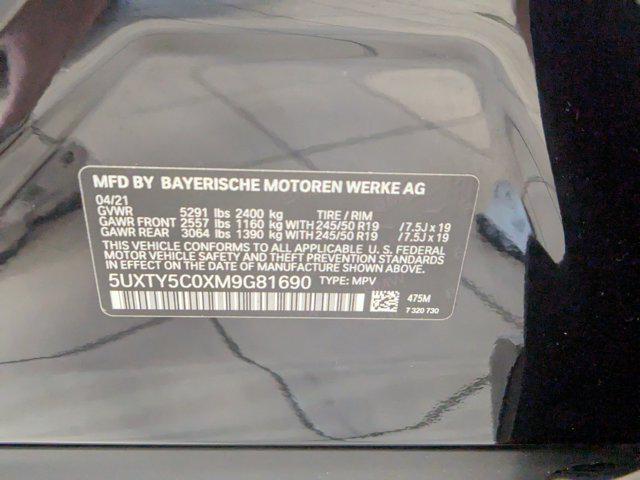 MFD BY BAYERISCHE MOTOREN WERKE AG
04/21
GVWR 5291 lbs 2400 kg TIRE / RIM
GAWR FRONT 2557 lbs 1160 kg WITH 245/50 R19 / 7.5J x 19
GAWR REAR 3064 lbs 1390 kg WITH 245/50 R19 / 7.5J x 19
THIS VEHICLE CONFORMS TO ALL APPLICABLE U. S. FEDERAL
MOTOR VEHICLE SAFETY, BUMPER, AND THEFT PREVENTION STANDARDS
IN EFFECT ON THE DATE OF MANUFACTURE SHOWN ABOVE.
5UXTY5C0XM9G81690 TYPE: MPV
475M
7 320 730